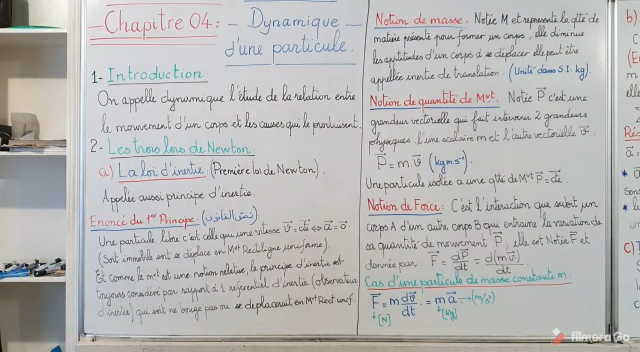 Chapitre 04: Dynamique
d'une particule.
1- Introduction:
On appelle dynamique l'étude de la relation entre
le mouvement d'un corps et les causes qui le produisent.
2- Les trois lois de Newton:
a) La loi d'inertie: (Première loi de Newton).
Appelée aussi principe d'inertie.
Enoncé du 1er Principe:
Une particule libre c'est celle qui a une vitesse v⃗ = cte ⇔ a⃗ = 0⃗
(Soit immobile soit se déplace en Mvt Rectiligne uniforme).
Et comme le mvt est une notion relative, le principe d'inertie est
toujours considéré par rapport à 1 referentiel d'inertie (observateur
d'inertie) qui soit ne bouge pas ou se deplacerait en Mvt Rect unif.
Notion de masse. Notée M et représente la qté de
matière présenté pour former un corps, elle diminue
les aptitudes d'un corps à se déplacer elle peut être
appelée inertie de translation. (Unité dans S.I: kg).
Notion de quantité de Mvt. Notée P⃗ c'est une
grandeur vectorielle qui fait intervenir 2 grandeurs
physiques l'une scalaire m et l'autre vectorielle v⃗:
P⃗ = m.v⃗ (kg m.s⁻¹)
Une particule isolée a une qté de Mvt p⃗ = cte.
Notion de Force: C'est l'interaction que subit un
corps A d'un autre corps B qui entraine la variation de
sa quantité de mouvement P⃗, elle est Notée F⃗ et
donnée par: F⃗ = dP⃗/dt = d(mv⃗)/dt
Cas d'une particule de masse constante m:
F⃗ = m dv⃗/dt = m a⃗ → (m/s²)
[N] [kg]
b)
a⃗ =
*
*
c)
filmora Go